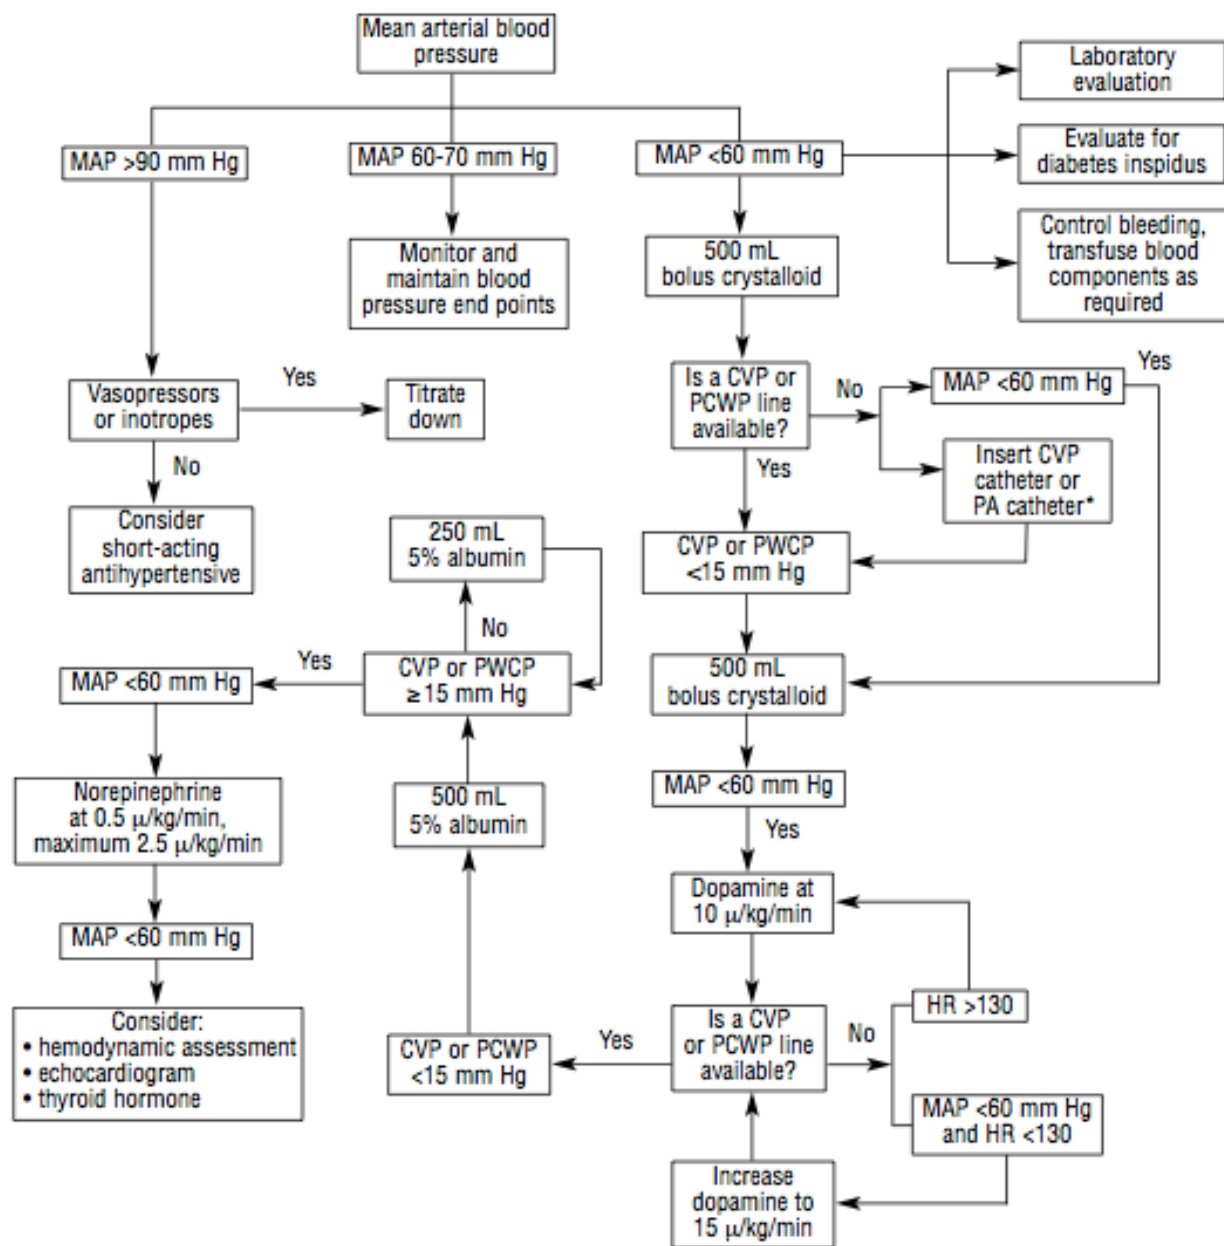 Mean arterial blood
pressure
MAP >90 mm Hg
MAP 60-70 mm Hg
MAP <60 mm Hg
Laboratory
evaluation
Evaluate for
diabetes inspidus
Control bleeding,
transfuse blood
components as
required
Monitor and
maintain blood
pressure end points
500 mL
bolus crystalloid
Vasopressors
or inotropes
Yes
Titrate
down
No
Consider
short-acting
antihypertensive
Is a CVP or
PCWP line
available?
No
MAP <60 mm Hg
Yes
Insert CVP
catheter or
PA catheter*
Yes
CVP or PWCP
<15 mm Hg
500 mL
bolus crystalloid
MAP <60 mm Hg
Yes
Dopamine at
10 μ/kg/min
Is a CVP
or PCWP line
available?
No
HR >130
MAP <60 mm Hg
and HR <130
Increase
dopamine to
15 μ/kg/min
Yes
CVP or PCWP
<15 mm Hg
500 mL
5% albumin
CVP or PWCP
≥ 15 mm Hg
No
250 mL
5% albumin
Yes
MAP <60 mm Hg
Norepinephrine
at 0.5 μ/kg/min,
maximum 2.5 μ/kg/min
MAP <60 mm Hg
Consider:
• hemodynamic assessment
• echocardiogram
• thyroid hormone